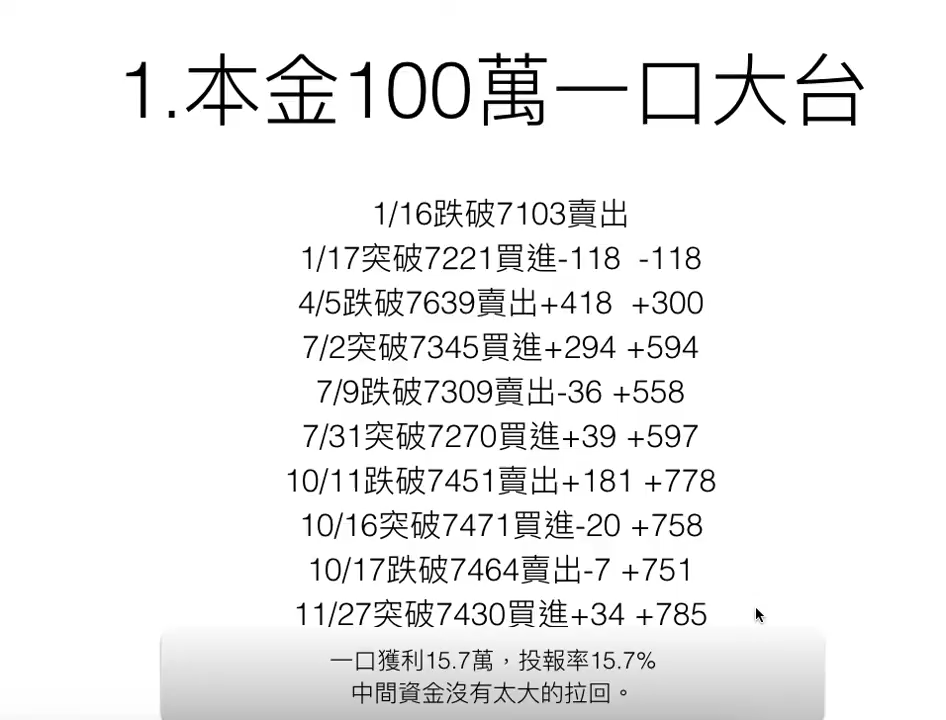 1.本金100萬一口大台
1/16跌破7103賣出
1/17突破7221買進-118 -118
4/5跌破7639賣出+418 +300
7/2突破7345買進+294 +594
7/9跌破7309賣出-36 +558
7/31突破7270買進+39 +597
10/11跌破7451賣出+181 +778
10/16突破7471買進-20 +758
10/17跌破7464賣出-7 +751
11/27突破7430買進+34 +785
一口獲利15.7萬，投報率15.7%
中間資金沒有太大的拉回。